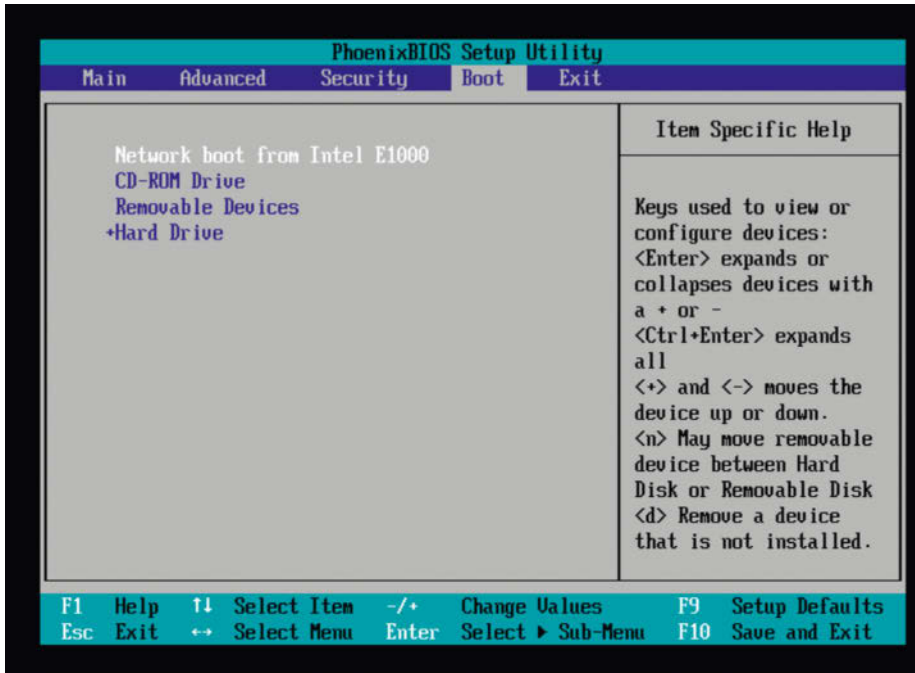 PhoenixBIOS Setup Utility
Main Advanced Security Boot Exit
Network boot from Intel E1000
CD-ROM Drive
Removable Devices
+Hard Drive
Item Specific Help
Keys used to view or
configure devices:
<Enter> expands or
collapses devices with
a + or -
<Ctrl+Enter> expands
all
<+> and <-> moves the
device up or down.
<n> May move removable
device between Hard
Disk or Removable Disk
<d> Remove a device
that is not installed.
F1 Help ↑↓ Select Item -/+ Change Values F9 Setup Defaults
Esc Exit ↔ Select Menu Enter Select ▶ Sub-Menu F10 Save and Exit